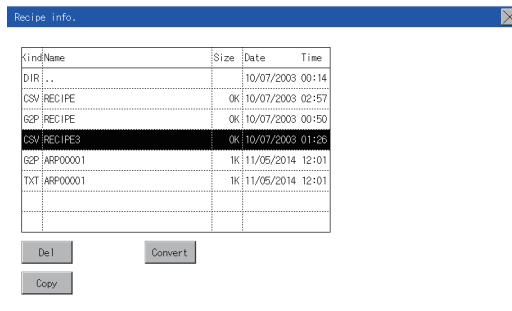 Recipe info.
Kind Name Size Date Time
DIR .. 10/07/2003 00:14
CSV RECIPE 0K 10/07/2003 02:57
G2P RECIPE 0K 10/07/2003 00:50
CSV RECIPE3 0K 10/07/2003 01:26
G2P ARP00001 1K 11/05/2014 12:01
TXT ARP00001 1K 11/05/2014 12:01
Del Convert
Copy